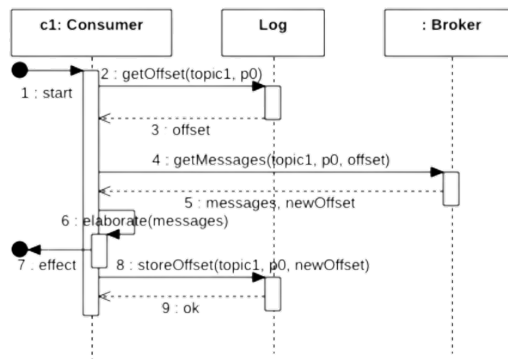 c1: Consumer
Log
: Broker
2 : getOffset(topic1, p0)
1 : start
3 : offset
4 : getMessages(topic1, p0, offset)
5 : messages, newOffset
6 : elaborate(messages)
7 : effect
8 : storeOffset(topic1, p0, newOffset)
9 : ok